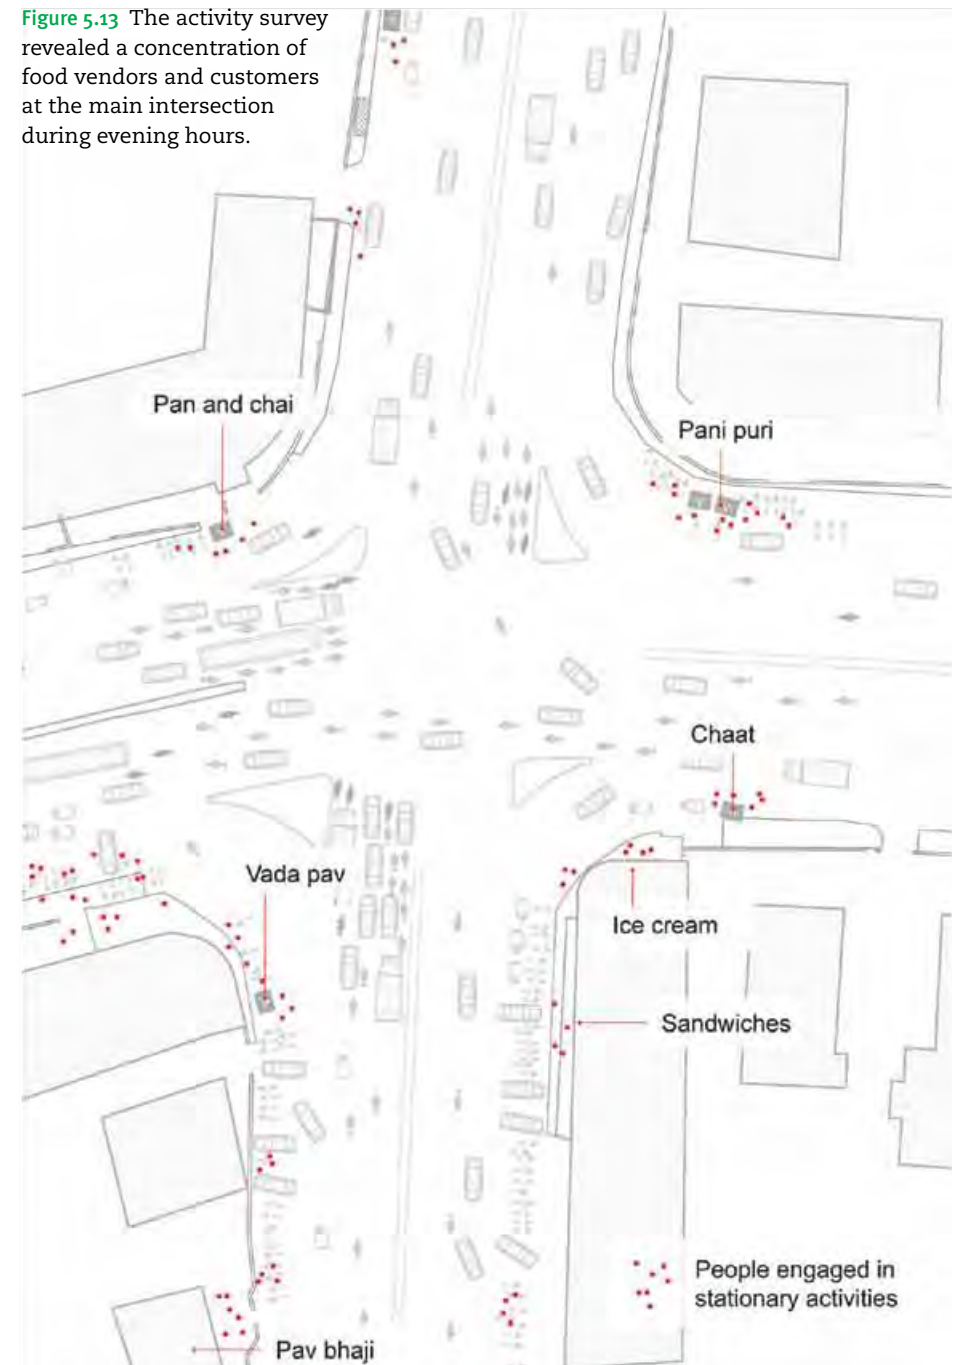 Figure 5.13 The activity survey
revealed a concentration of
food vendors and customers
at the main intersection
during evening hours.
Pan and chai
Pani puri
Chaat
Vada pav
Ice cream
Sandwiches
People engaged in
stationary activities
Pav bhaji